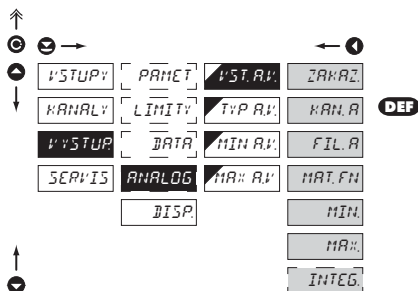 VSTUPY PAMET VST. A.V. ZAKAZ.
KANALY LIMITY TYP A.V. KAN. A DEF
VYSTUP. DATA MIN A.V. FIL. A
SERVIS ANALOG MAX A.V MAT. FN
DISP. MIN.
MAX.
INTEG.